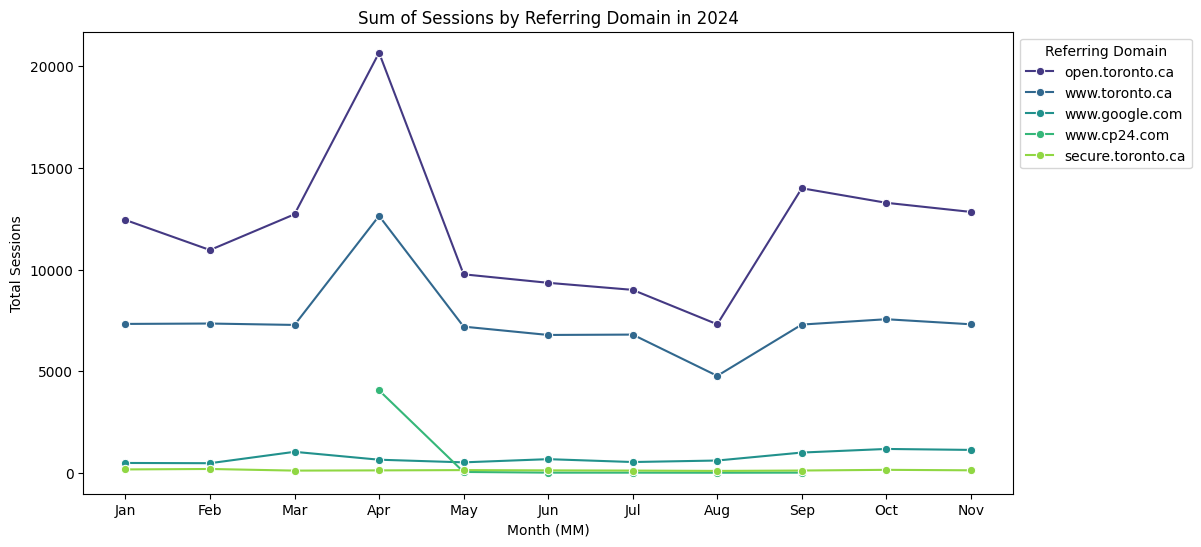 Sum of Sessions by Referring Domain in 2024
Total Sessions
20000
15000
10000
5000
0
Jan Feb Mar Apr May Jun Jul Aug Sep Oct Nov
Month (MM)
Referring Domain
open.toronto.ca
www.toronto.ca
www.google.com
www.cp24.com
secure.toronto.ca